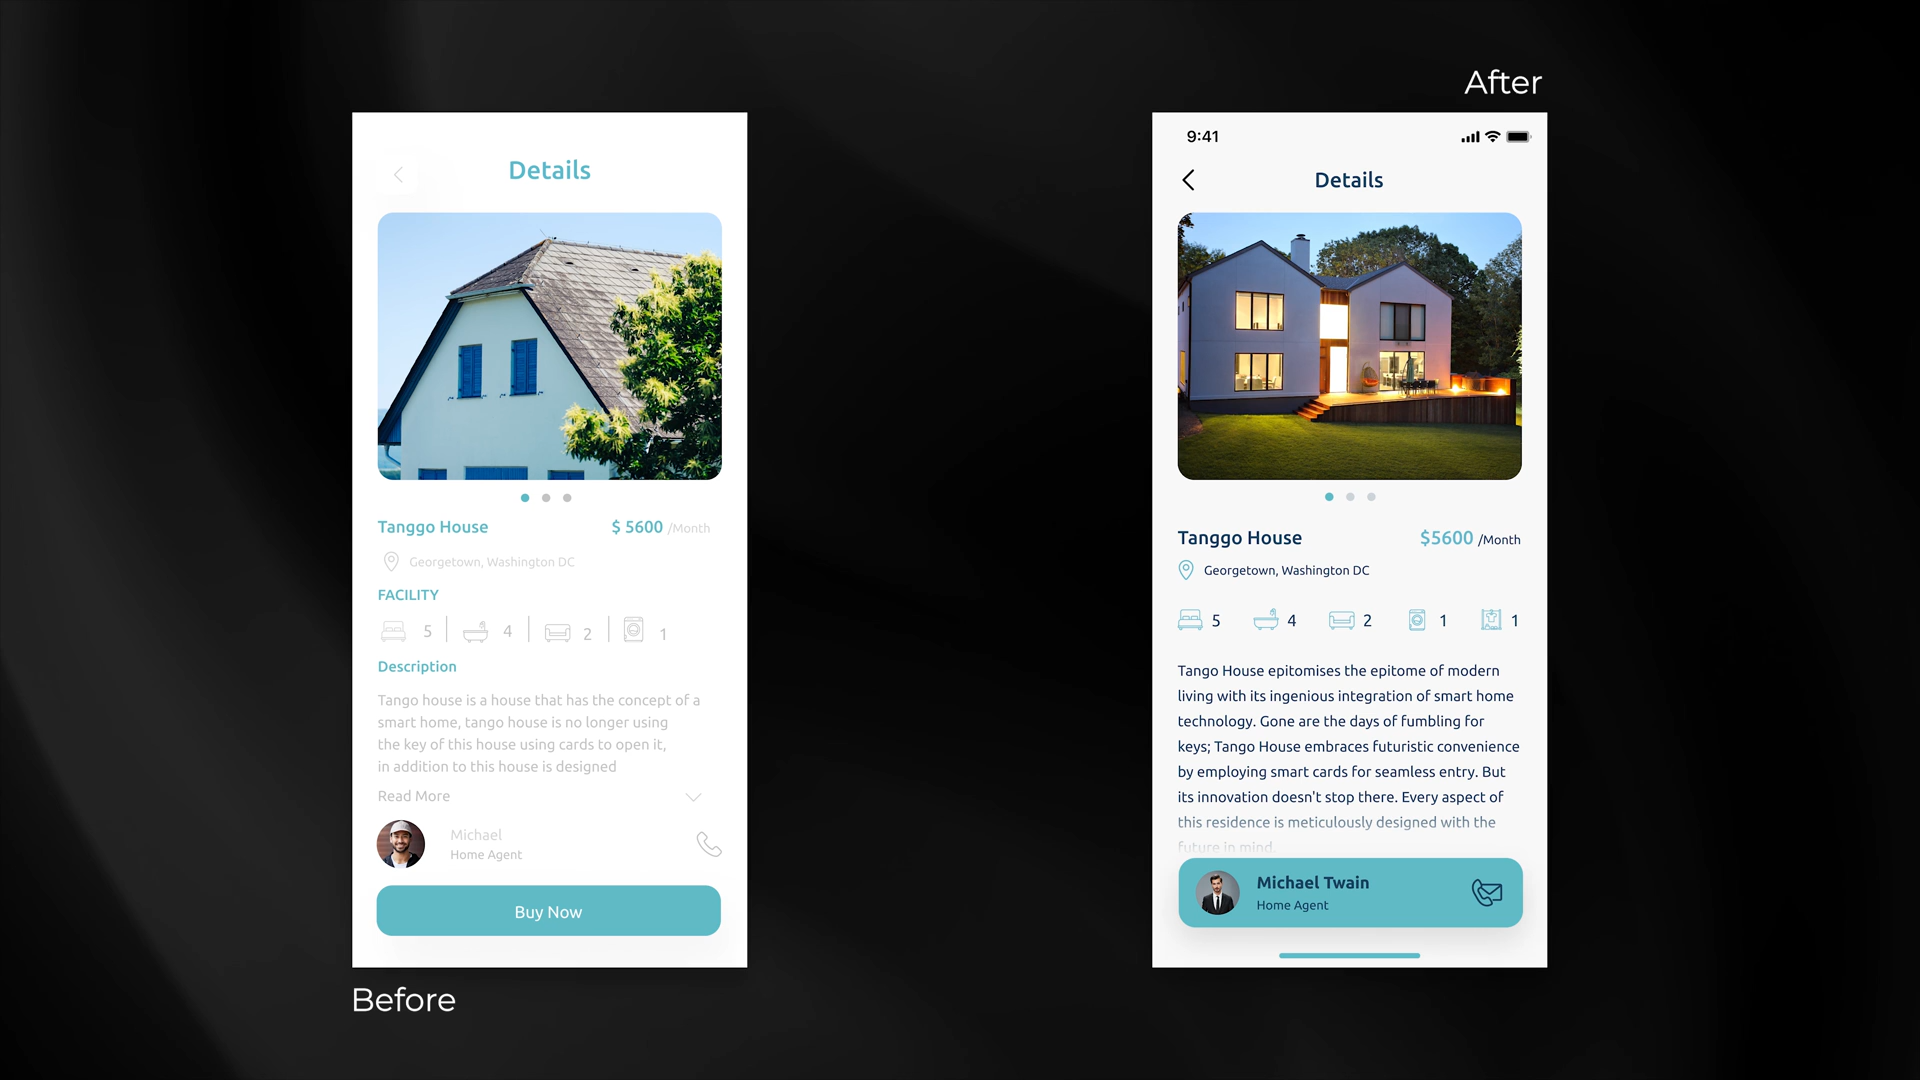 Details
Tanggo House
$ 5600 /Month
Georgetown, Washington DC
FACILITY
5 4 2 1
Description
Tango house is a house that has the concept of a
smart home, tango house is no longer using
the key of this house using cards to open it,
in addition to this house is designed
Read More
Michael
Home Agent
Buy Now
Before
After
9:41
Details
Tanggo House
$5600 /Month
Georgetown, Washington DC
5 4 2 1 1
Tango House epitomises the epitome of modern
living with its ingenious integration of smart home
technology. Gone are the days of fumbling for
keys; Tango House embraces futuristic convenience
by employing smart cards for seamless entry. But
its innovation doesn't stop there. Every aspect of
this residence is meticulously designed with the
future in mind.
Michael Twain
Home Agent